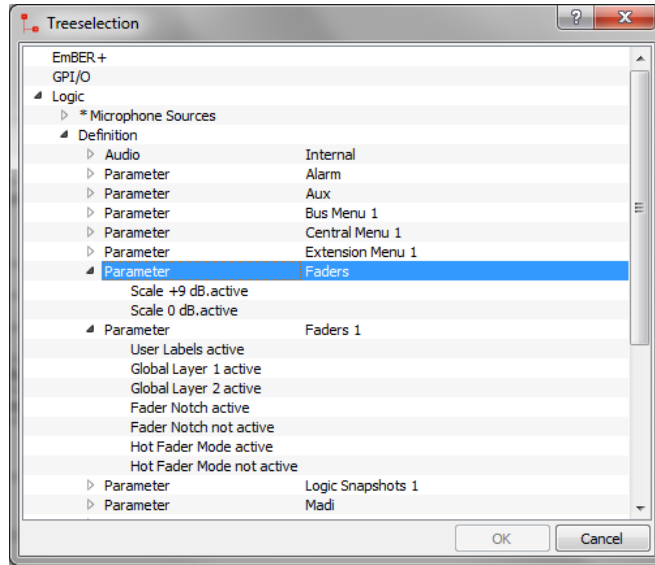 Treeselection
EmBER+
GPI/O
Logic
* Microphone Sources
Definition
Audio Internal
Parameter Alarm
Parameter Aux
Parameter Bus Menu 1
Parameter Central Menu 1
Parameter Extension Menu 1
Parameter Faders
Scale +9 dB.active
Scale 0 dB.active
Parameter Faders 1
User Labels active
Global Layer 1 active
Global Layer 2 active
Fader Notch active
Fader Notch not active
Hot Fader Mode active
Hot Fader Mode not active
Parameter Logic Snapshots 1
Parameter Madi
OK Cancel